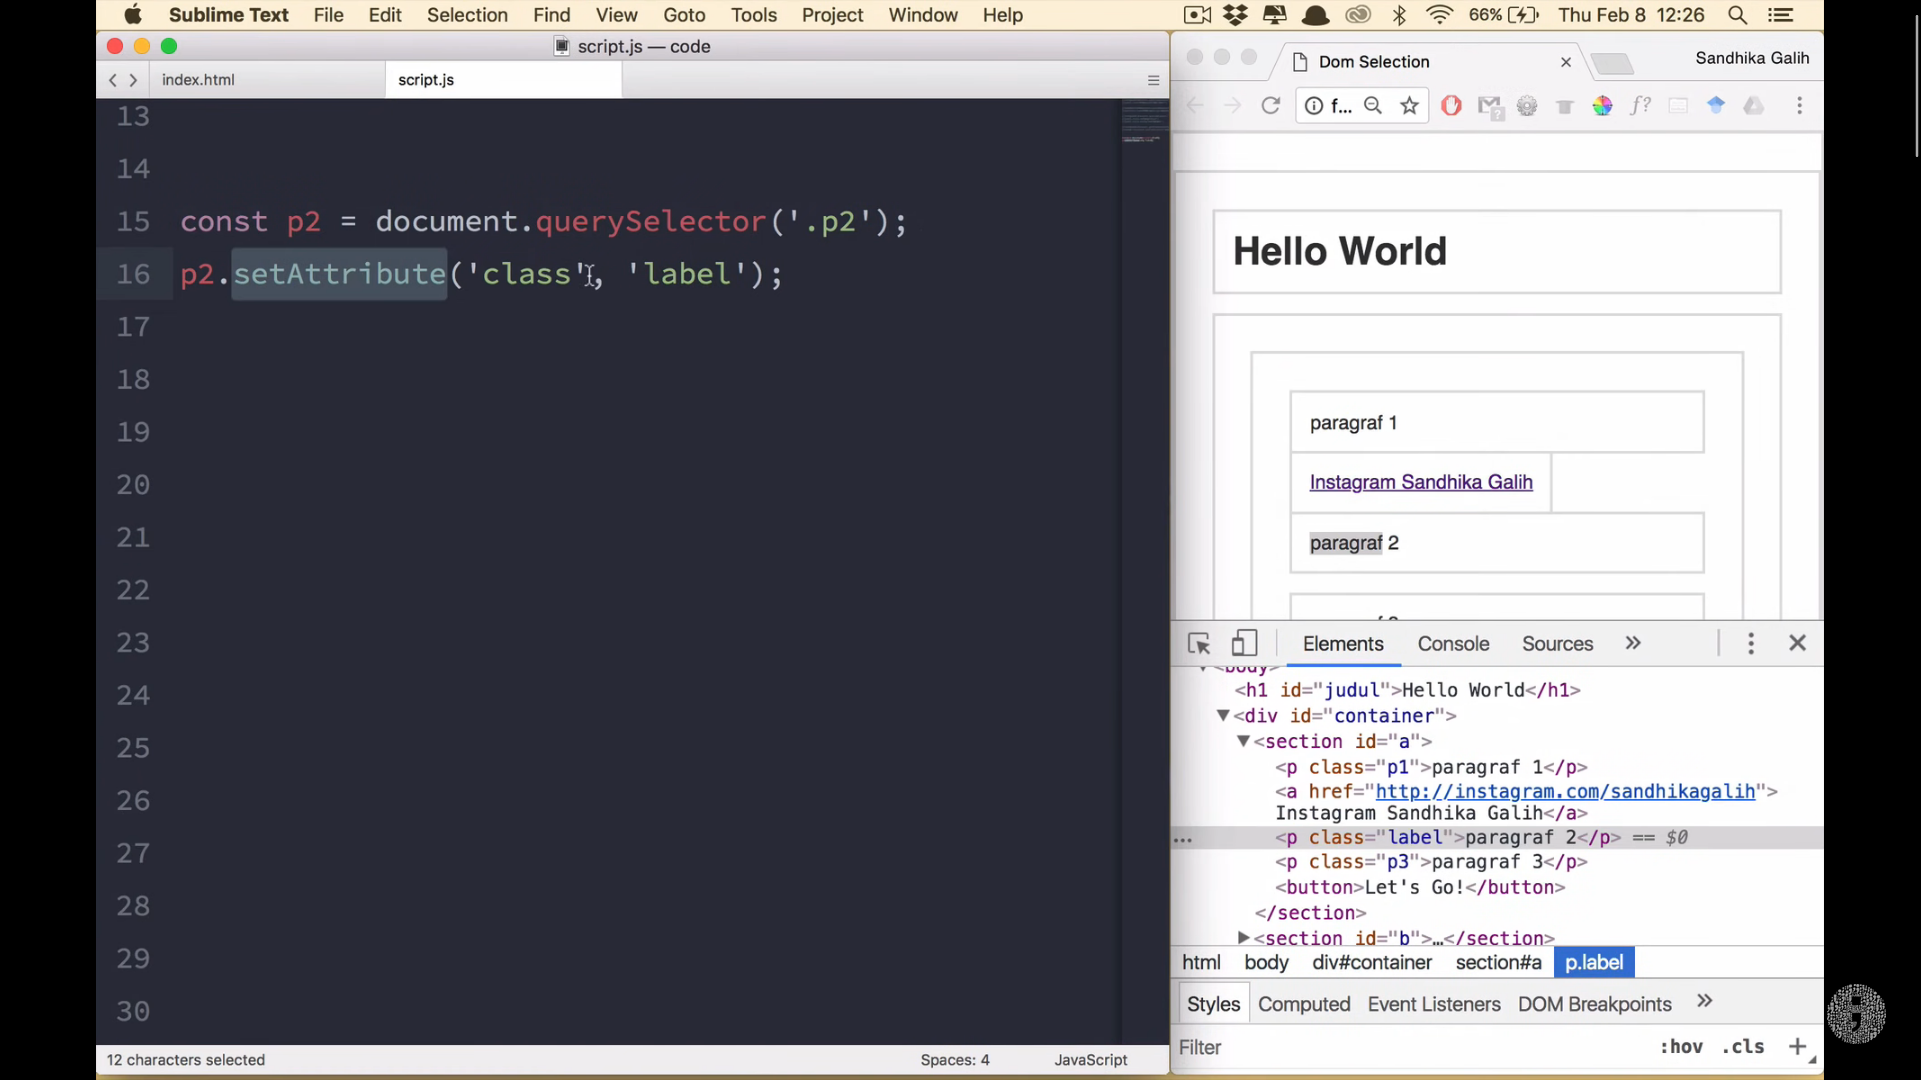 Sublime Text File Edit Selection Find View Goto Tools Project Window Help 66% Thu Feb 8 12:26
script.js — code
index.html script.js
13
14
15 const p2 = document.querySelector('.p2');
16 p2.setAttribute('class', 'label');
17
18
19
20
21
22
23
24
25
26
27
28
29
30
12 characters selected Spaces: 4 JavaScript
Dom Selection Sandhika Galih
f...
Hello World
paragraf 1
Instagram Sandhika Galih
paragraf 2
Elements Console Sources »
<body>
<h1 id="judul">Hello World</h1>
<div id="container">
<section id="a">
<p class="p1">paragraf 1</p>
<a href="http://instagram.com/sandhikagalih">
Instagram Sandhika Galih</a>
... <p class="label">paragraf 2</p> == $0
<p class="p3">paragraf 3</p>
<button>Let's Go!</button>
</section>
<section id="b">…</section>
html body div#container section#a p.label
Styles Computed Event Listeners DOM Breakpoints »
Filter :hov .cls +